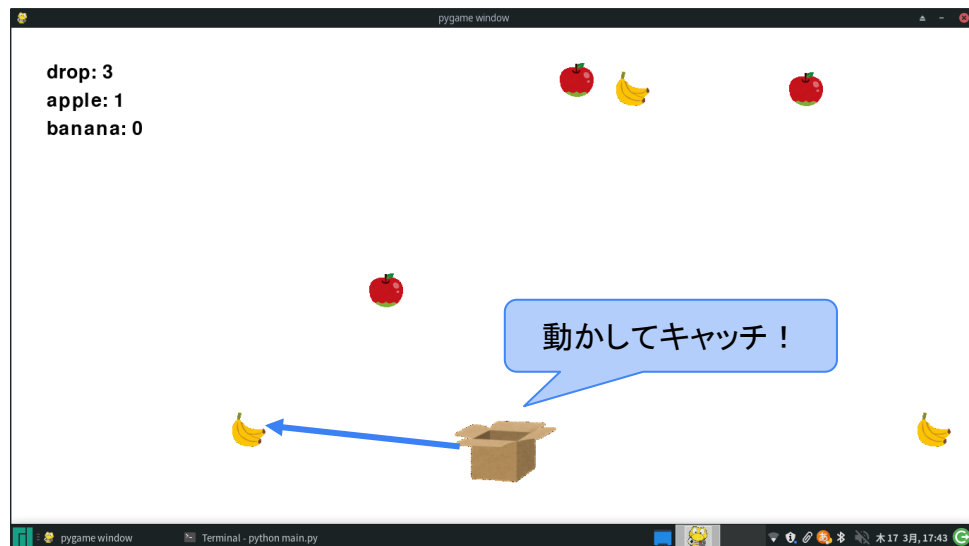 pygame window
drop: 3
apple: 1
banana: 0
動かしてキャッチ！
pygame window
Terminal - python main.py
あ
木 17 3月, 17:43